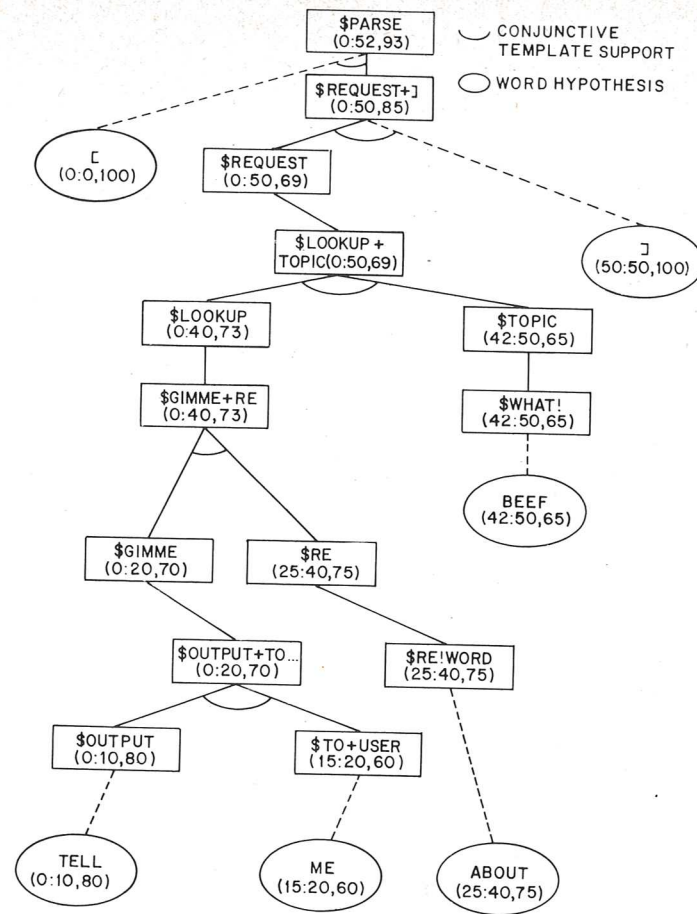 $PARSE
(0:52,93)
CONJUNCTIVE
TEMPLATE SUPPORT
WORD HYPOTHESIS
$REQUEST+]
(0:50,85)
[
(0:0,100)
$REQUEST
(0:50,69)
$LOOKUP +
TOPIC(0:50,69)
]
(50:50,100)
$LOOKUP
(0:40,73)
$TOPIC
(42:50,65)
$GIMME+RE
(0:40,73)
$WHAT!
(42:50,65)
BEEF
(42:50,65)
$GIMME
(0:20,70)
$RE
(25:40,75)
$OUTPUT+TO...
(0:20,70)
$RE!WORD
(25:40,75)
$OUTPUT
(0:10,80)
$TO+USER
(15:20,60)
TELL
(0:10,80)
ME
(15:20,60)
ABOUT
(25:40,75)